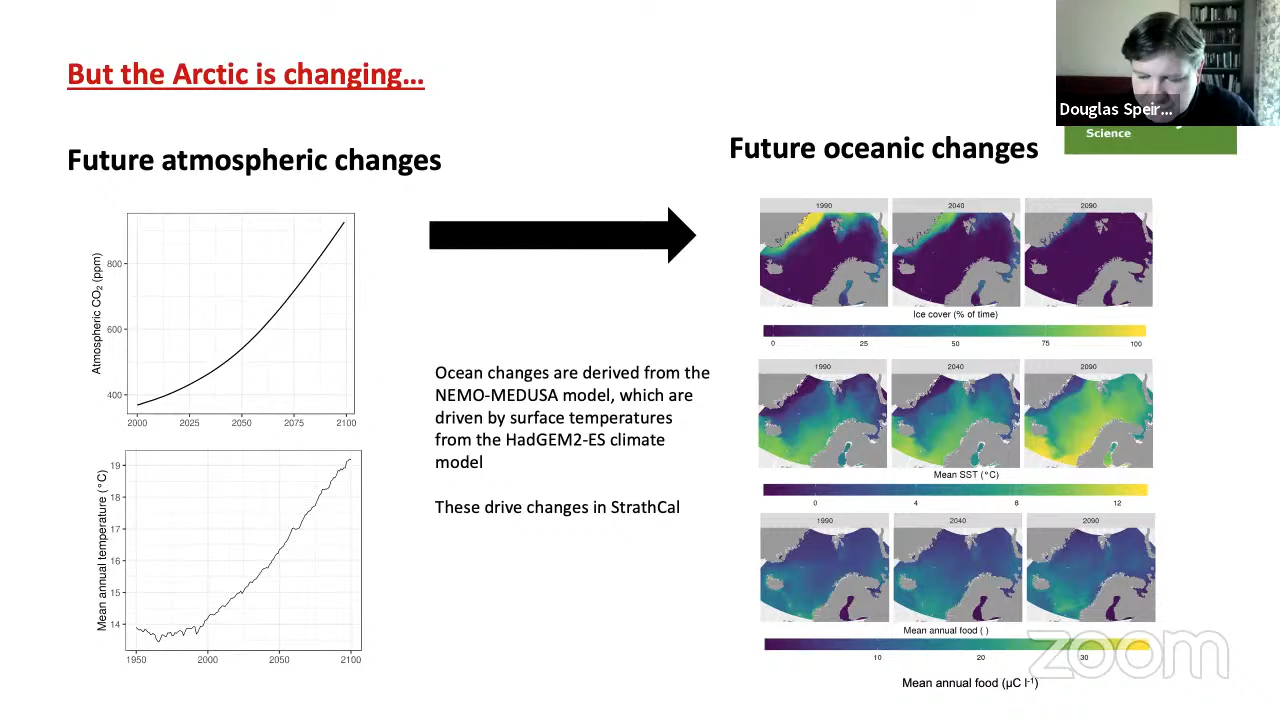 But the Arctic is changing...
Douglas Speir...
Science
Future atmospheric changes
Future oceanic changes
Atmospheric CO2 (ppm)
800
600
400
2000 2025 2050 2075 2100
Mean annual temperature (°C)
19
18
17
16
15
14
1950 2000 2050 2100
Ocean changes are derived from the
NEMO-MEDUSA model, which are
driven by surface temperatures
from the HadGEM2-ES climate
model
These drive changes in StrathCal
1990 2040 2090
Ice cover (% of time)
0 25 50 75 100
1990 2040 2090
Mean SST (°C)
0 4 8 12
1990 2040 2090
Mean annual food ( )
10 20 30
Mean annual food (µC l-1)
zoom